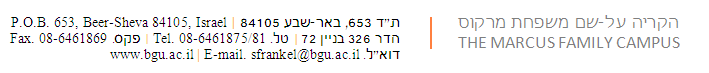 הקריה על-שם משפחת מרקוס
THE MARCUS FAMILY CAMPUS
ת"ד 653, באר-שבע 84105 | P.O.B. 653, Beer-Sheva 84105, Israel
חדר 326 בניין 72 | טל. Tel. 08-6461875/81 | פקס. Fax. 08-6461869
דוא"ל. www.bgu.ac.il | E-mail. sfrankel@bgu.ac.il